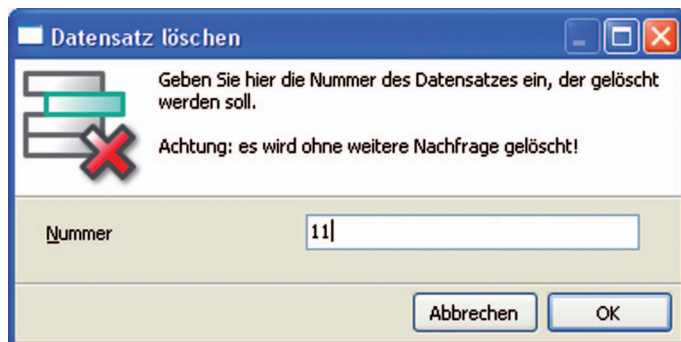 Datensatz löschen
Geben Sie hier die Nummer des Datensatzes ein, der gelöscht
werden soll.
Achtung: es wird ohne weitere Nachfrage gelöscht!
Nummer
11
Abbrechen
OK